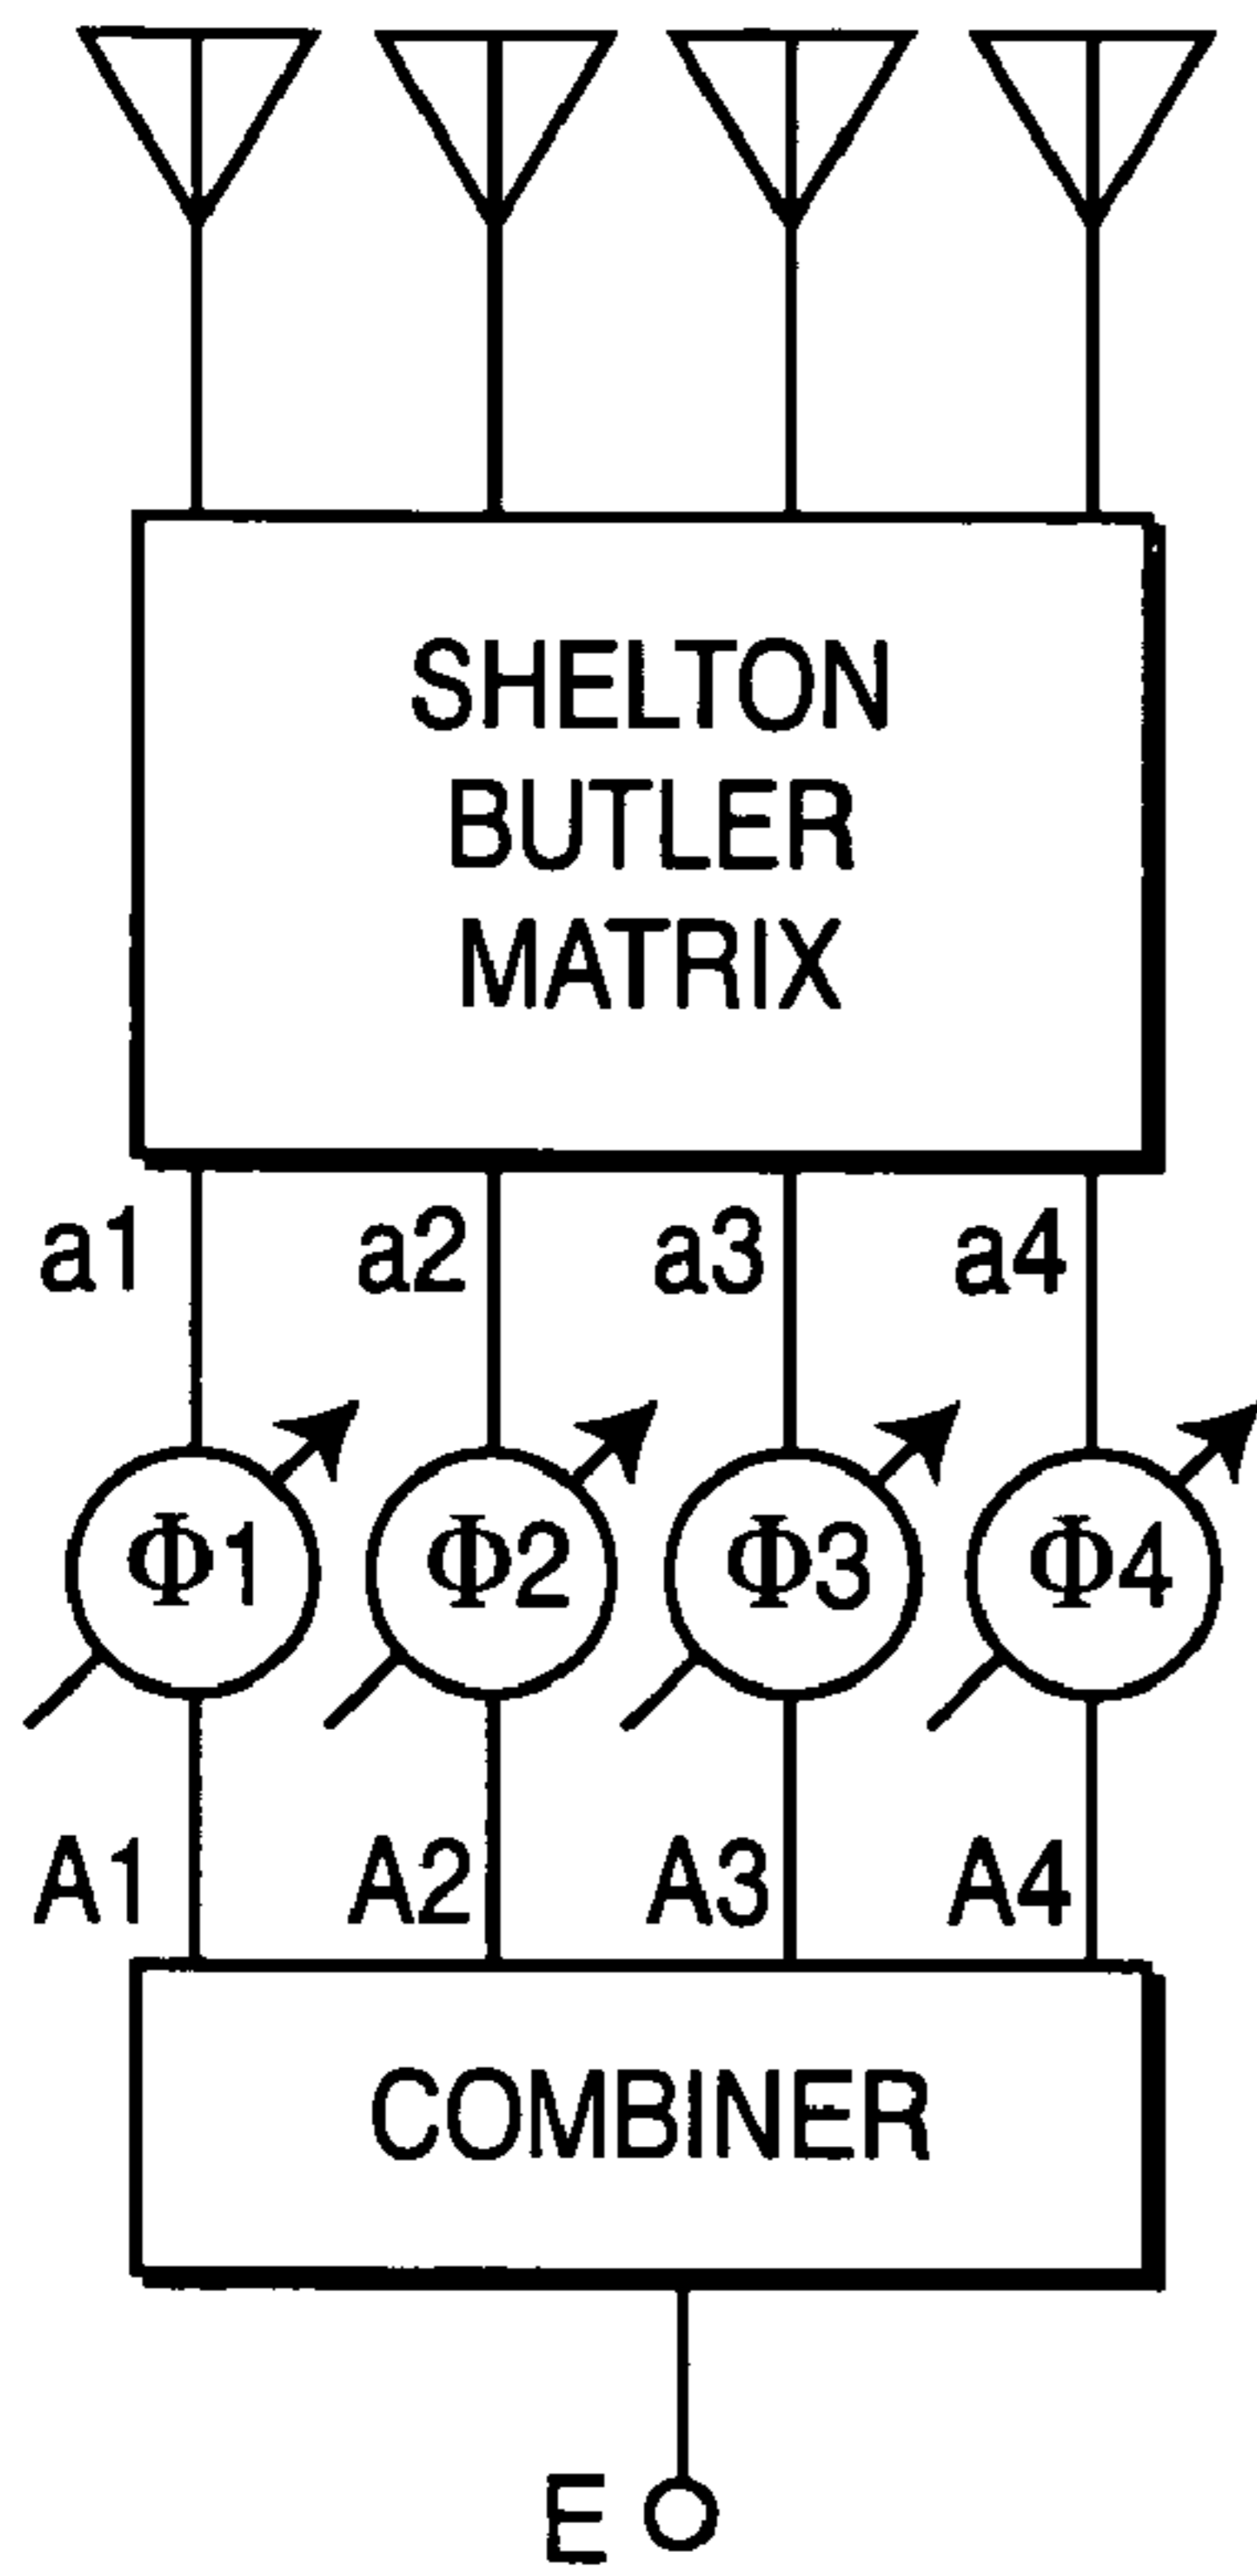 SHELTON
BUTLER
MATRIX
a1 a2 a3 a4
Φ1 Φ2 Φ3 Φ4
A1 A2 A3 A4
COMBINER
E